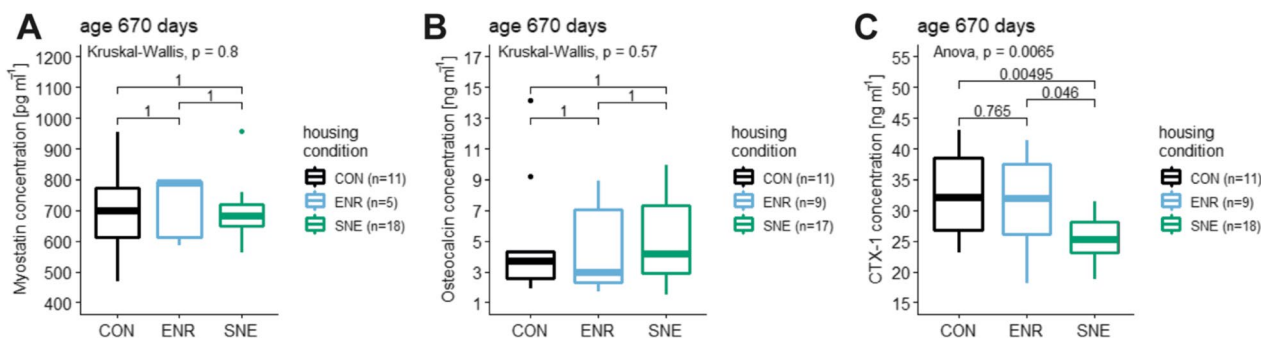 A
age 670 days
Kruskal-Wallis, p = 0.8
Myostatin concentration [pg ml⁻¹]
1200
1100
1000
900
800
700
600
500
400
1
1
1
CON
ENR
SNE
housing
condition
CON (n=11)
ENR (n=5)
SNE (n=18)
B
age 670 days
Kruskal-Wallis, p = 0.57
Osteocalcin concentration [ng ml⁻¹]
17
15
13
11
9
7
5
3
1
1
1
1
CON
ENR
SNE
housing
condition
CON (n=11)
ENR (n=9)
SNE (n=17)
C
age 670 days
Anova, p = 0.0065
CTX-1 concentration [ng ml⁻¹]
55
50
45
40
35
30
25
20
15
0.00495
0.046
0.765
CON
ENR
SNE
housing
condition
CON (n=11)
ENR (n=9)
SNE (n=18)